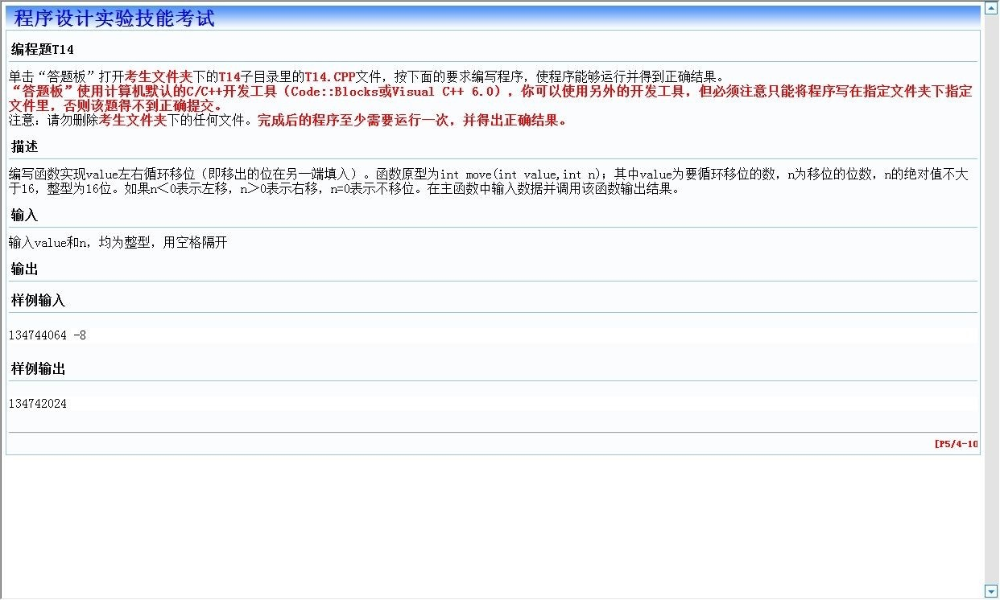 程序设计实验技能考试
编程题T14
单击“答题板”打开考生文件夹下的T14子目录里的T14.CPP文件，按下面的要求编写程序，使程序能够运行并得到正确结果。
“答题板”使用计算机默认的C/C++开发工具（Code::Blocks或Visual C++ 6.0），你可以使用另外的开发工具，但必须注意只能将程序写在指定文件夹下指定
文件里，否则该题得不到正确提交。
注意：请勿删除考生文件夹下的任何文件。完成后的程序至少需要运行一次，并得出正确结果。
描述
编写函数实现value左右循环移位（即移出的位在另一端填入）。函数原型为int move(int value,int n)；其中value为要循环移位的数，n为移位的位数，n的绝对值不大
于16，整型为16位。如果n＜0表示左移，n＞0表示右移，n=0表示不移位。在主函数中输入数据并调用该函数输出结果。
输入
输入value和n，均为整型，用空格隔开
输出
样例输入
134744064 -8
样例输出
134742024
[P5/4-10